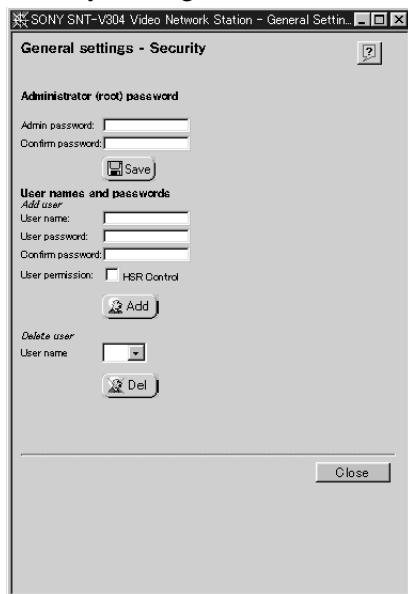 SONY SNT-V304 Video Network Station - General Settin...
General settings - Security
?
Administrator (root) password
Admin password:
Confirm password:
Save
User names and passwords
Add user
User name:
User password:
Confirm password:
User permission: HSR Control
Add
Delete user
User name
Del
Close